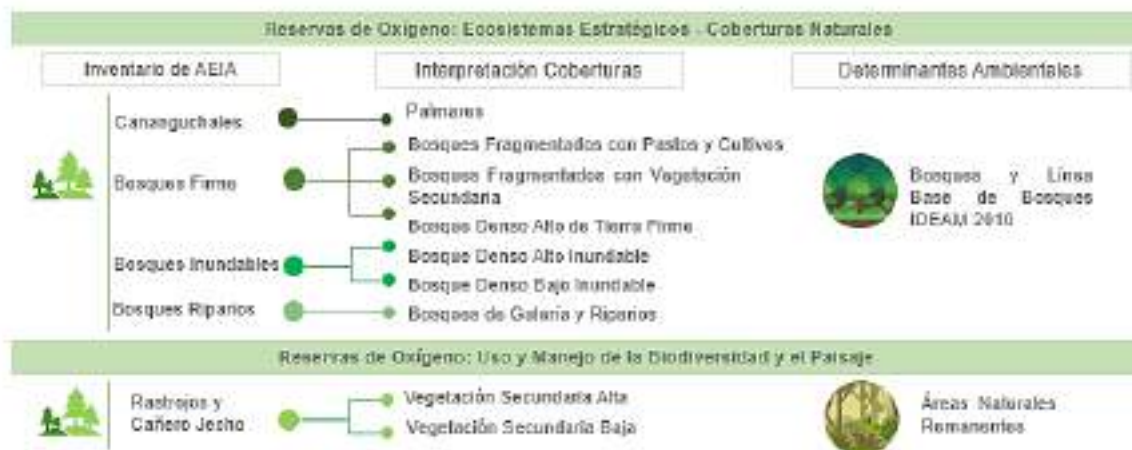 Reservas de Oxígeno: Ecosistemas Estratégicos - Coberturas Naturales
Inventario de AEIA
Interpretación Coberturas
Determinantes Ambientales
Cananguchales
Palmares
Bosques Firme
Bosques Fragmentados con Pastos y Cultivos
Bosques Fragmentados con Vegetación
Secundaria
Bosque Denso Alto de Tierra Firme
Bosques Inundables
Bosque Denso Alto Inundable
Bosque Denso Bajo Inundable
Bosques Riparios
Bosques de Galería y Riparios
Bosques y Línea
Base de Bosques
IDEAM 2010
Reservas de Oxígeno: Uso y Manejo de la Biodiversidad y el Paisaje
Rastrojos y
Cañero Jecho
Vegetación Secundaria Alta
Vegetación Secundaria Baja
Áreas Naturales
Remanentes